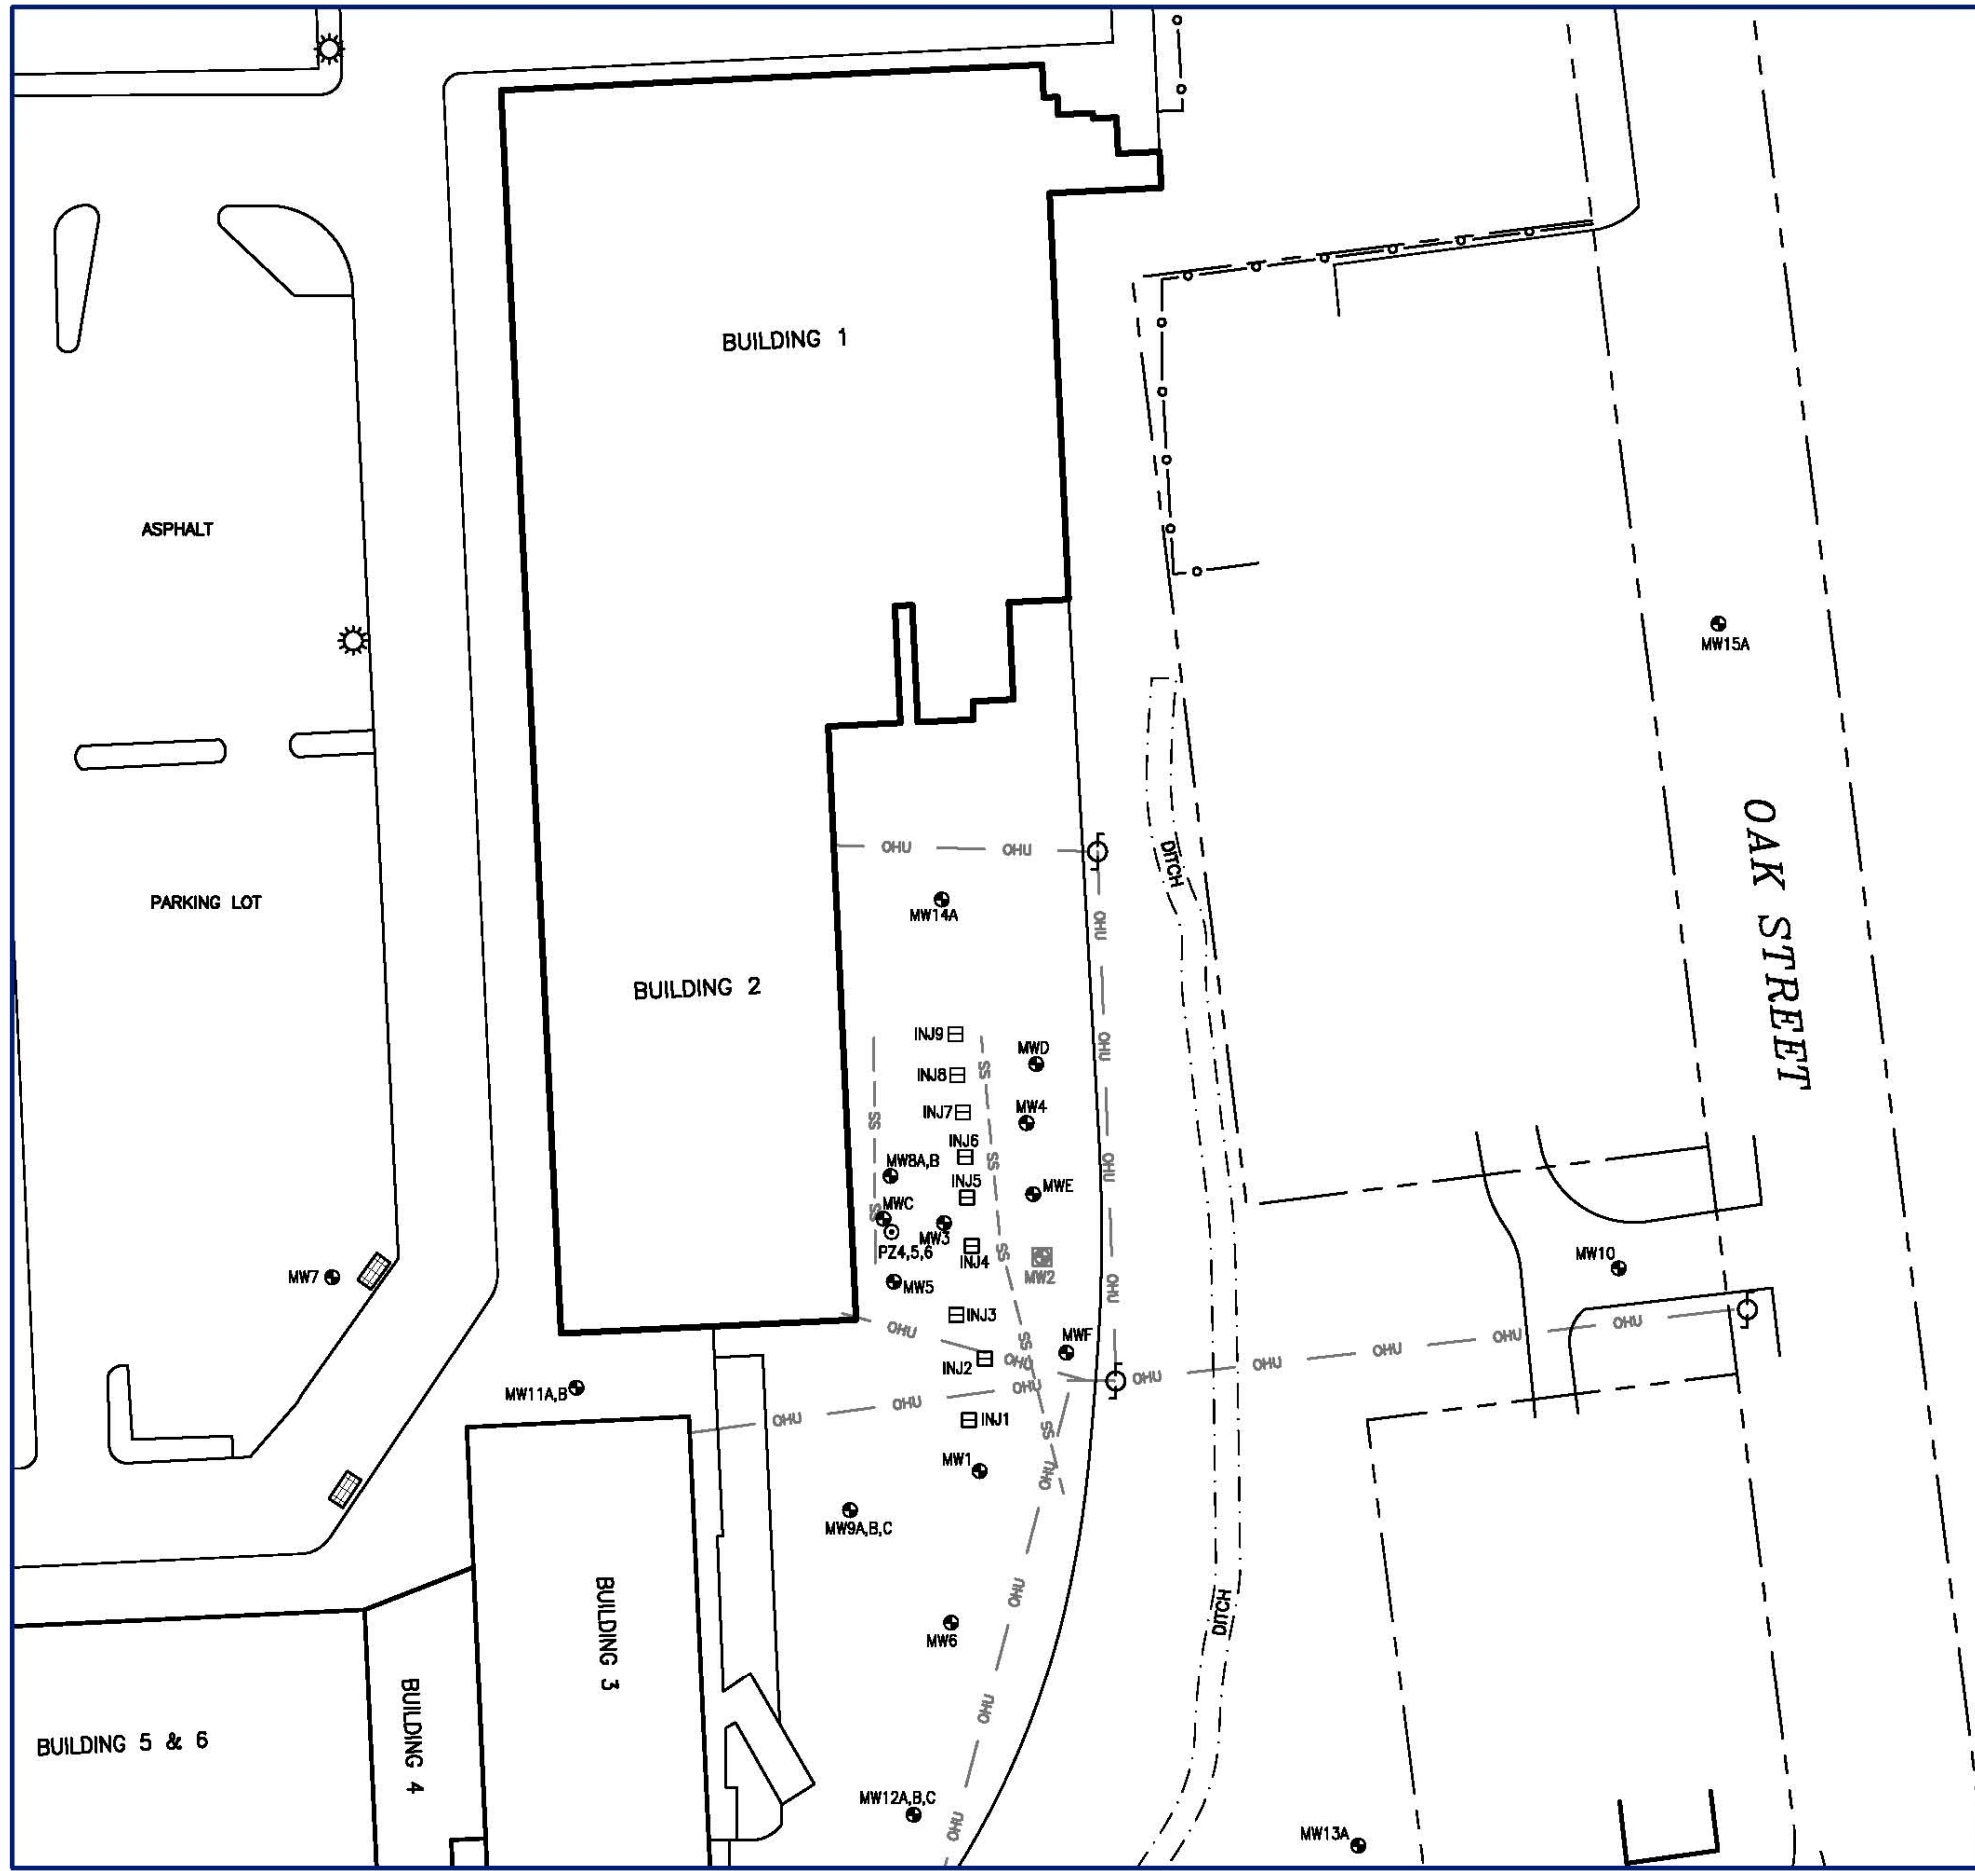 BUILDING 1
ASPHALT
MW15A
OAK STREET
OHU
OHU
DITCH
PARKING LOT
MW14A
OHU
BUILDING 2
INJ9
MWD
OHU
SS
INJ8
INJ7
MW4
SS
INJ6
MW8A,B
SS
OHU
INJ5
MWE
MWC
SS
MW3
PZ4,5,6
INJ4
SS
MW2
MW10
MW7
MW5
OHU
INJ3
OHU
SS
MWF
OHU
OHU
INJ2
OHU
OHU
OHU
OHU
MW11A,B
OHU
OHU
OHU
INJ1
SS
MW1
OHU
MW9A,B,C
BUILDING 3
OHU
DITCH
MW6
BUILDING 4
OHU
BUILDING 5 & 6
MW12A,B,C
OHU
MW13A